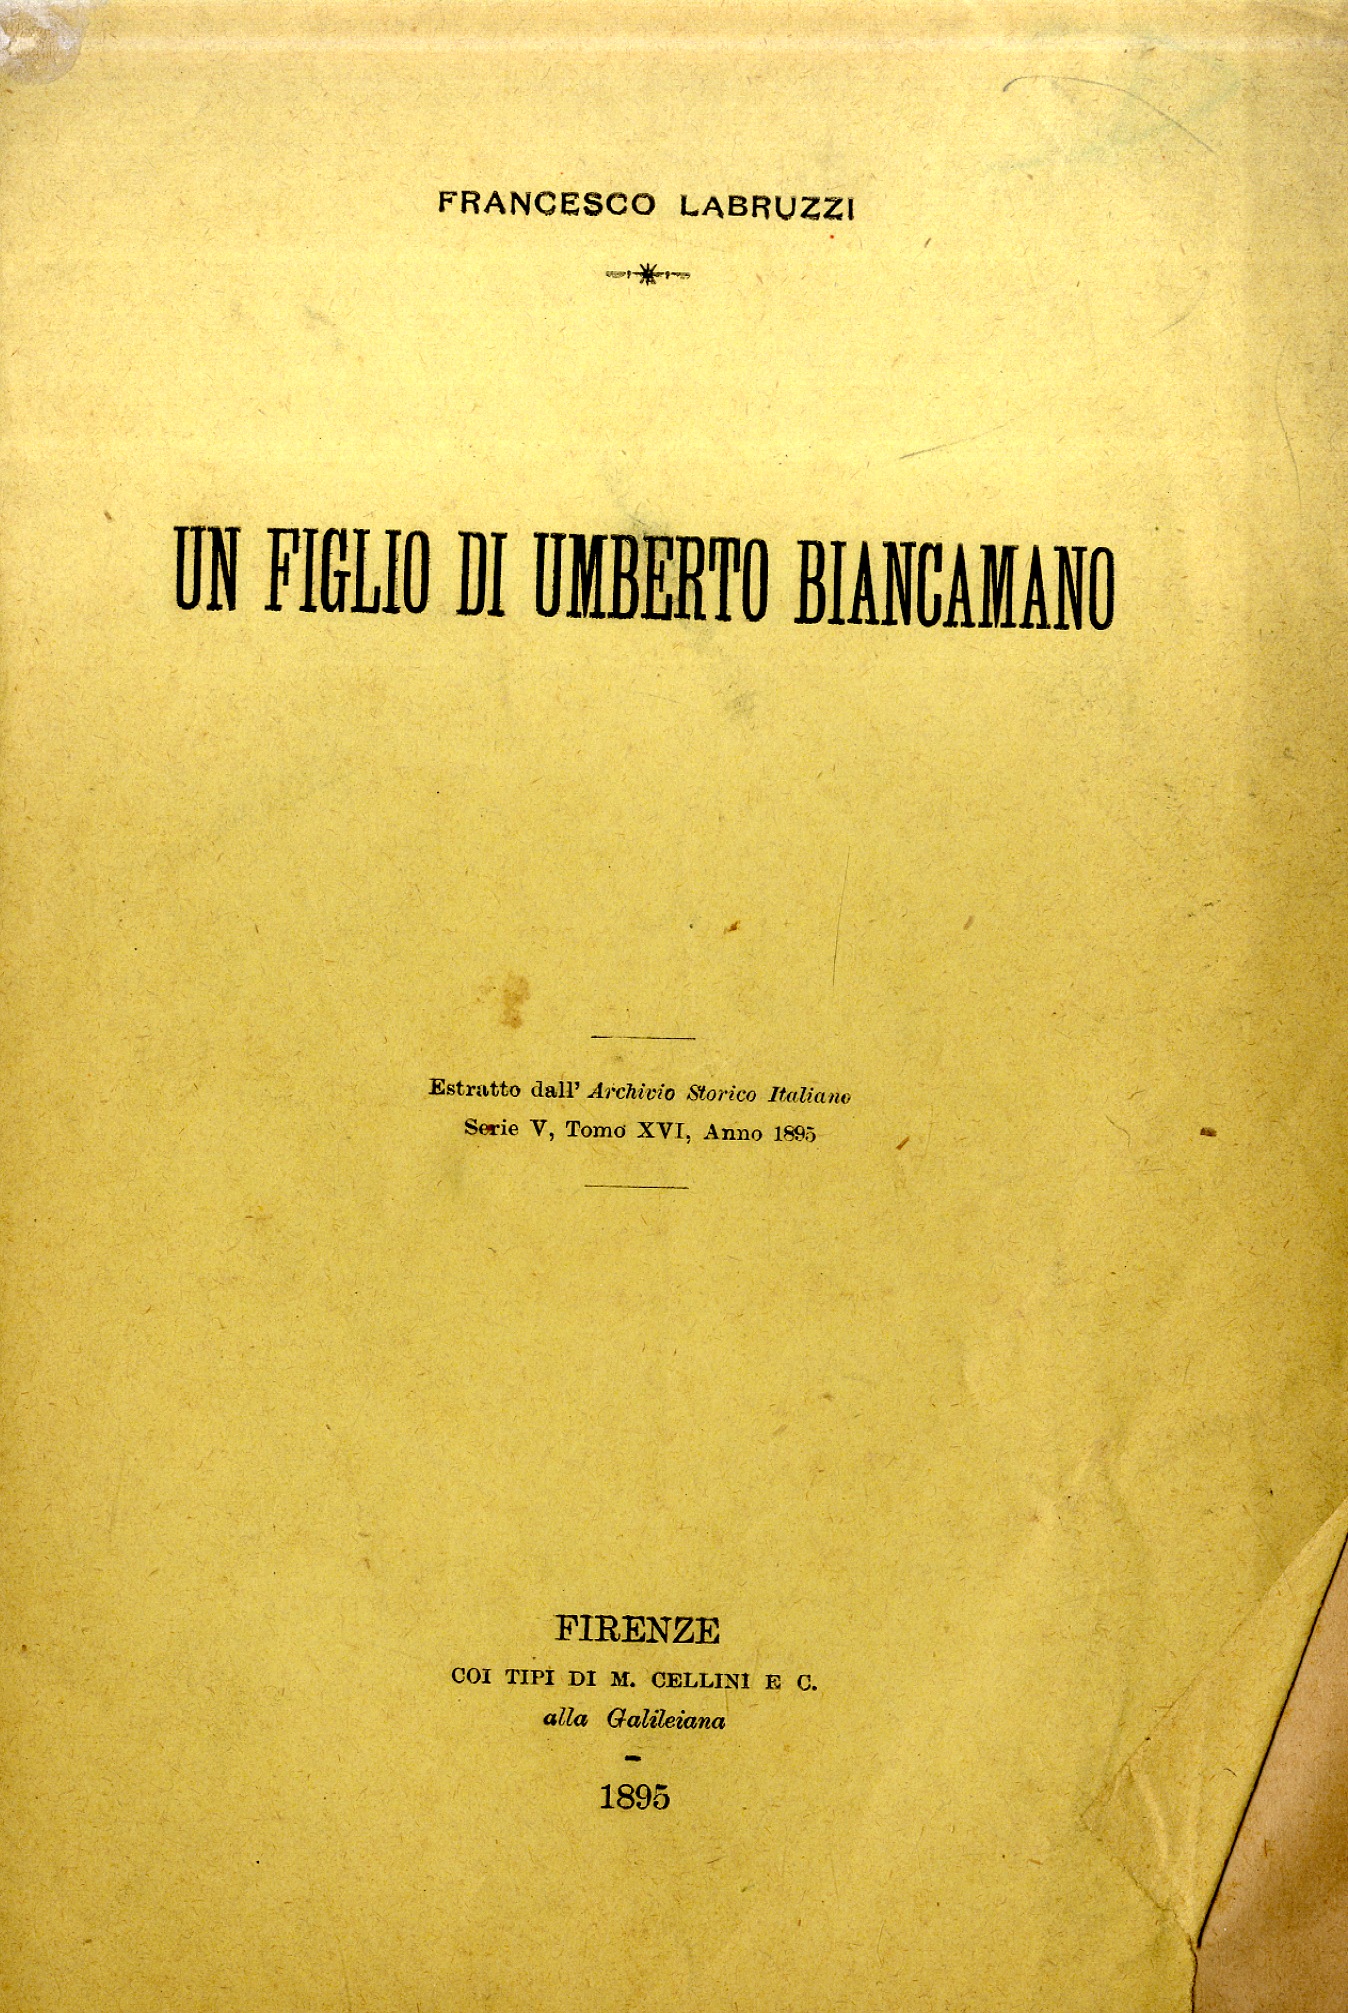 FRANCESCO LABRUZZI
UN FIGLIO DI UMBERTO BIANCAMANO
Estratto dall' Archivio Storico Italiano
Serie V, Tomo XVI, Anno 1895
FIRENZE
COI TIPI DI M. CELLINI E C.
alla Galileiana
1895